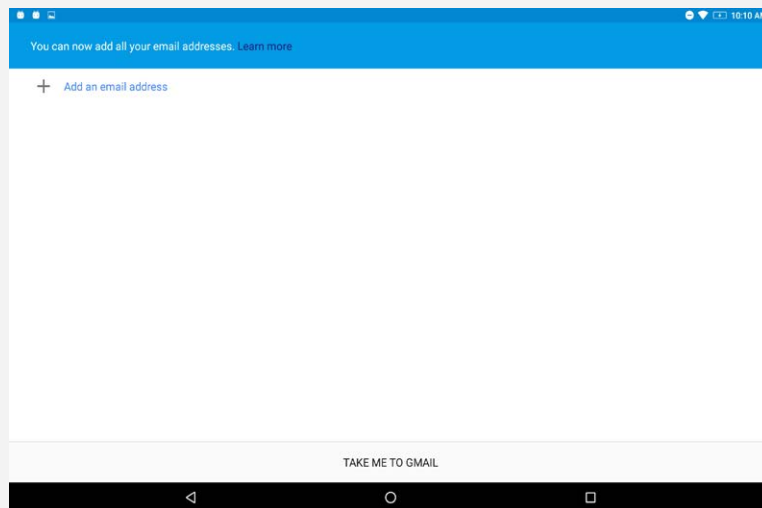 10:10 AM
You can now add all your email addresses. Learn more
Add an email address
TAKE ME TO GMAIL